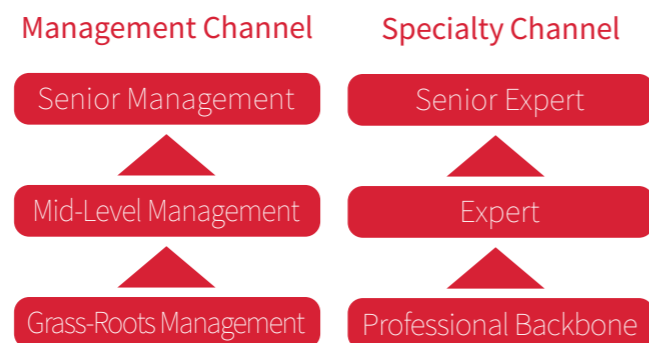 Management Channel
Senior Management
Mid-Level Management
Grass-Roots Management
Specialty Channel
Senior Expert
Expert
Professional Backbone